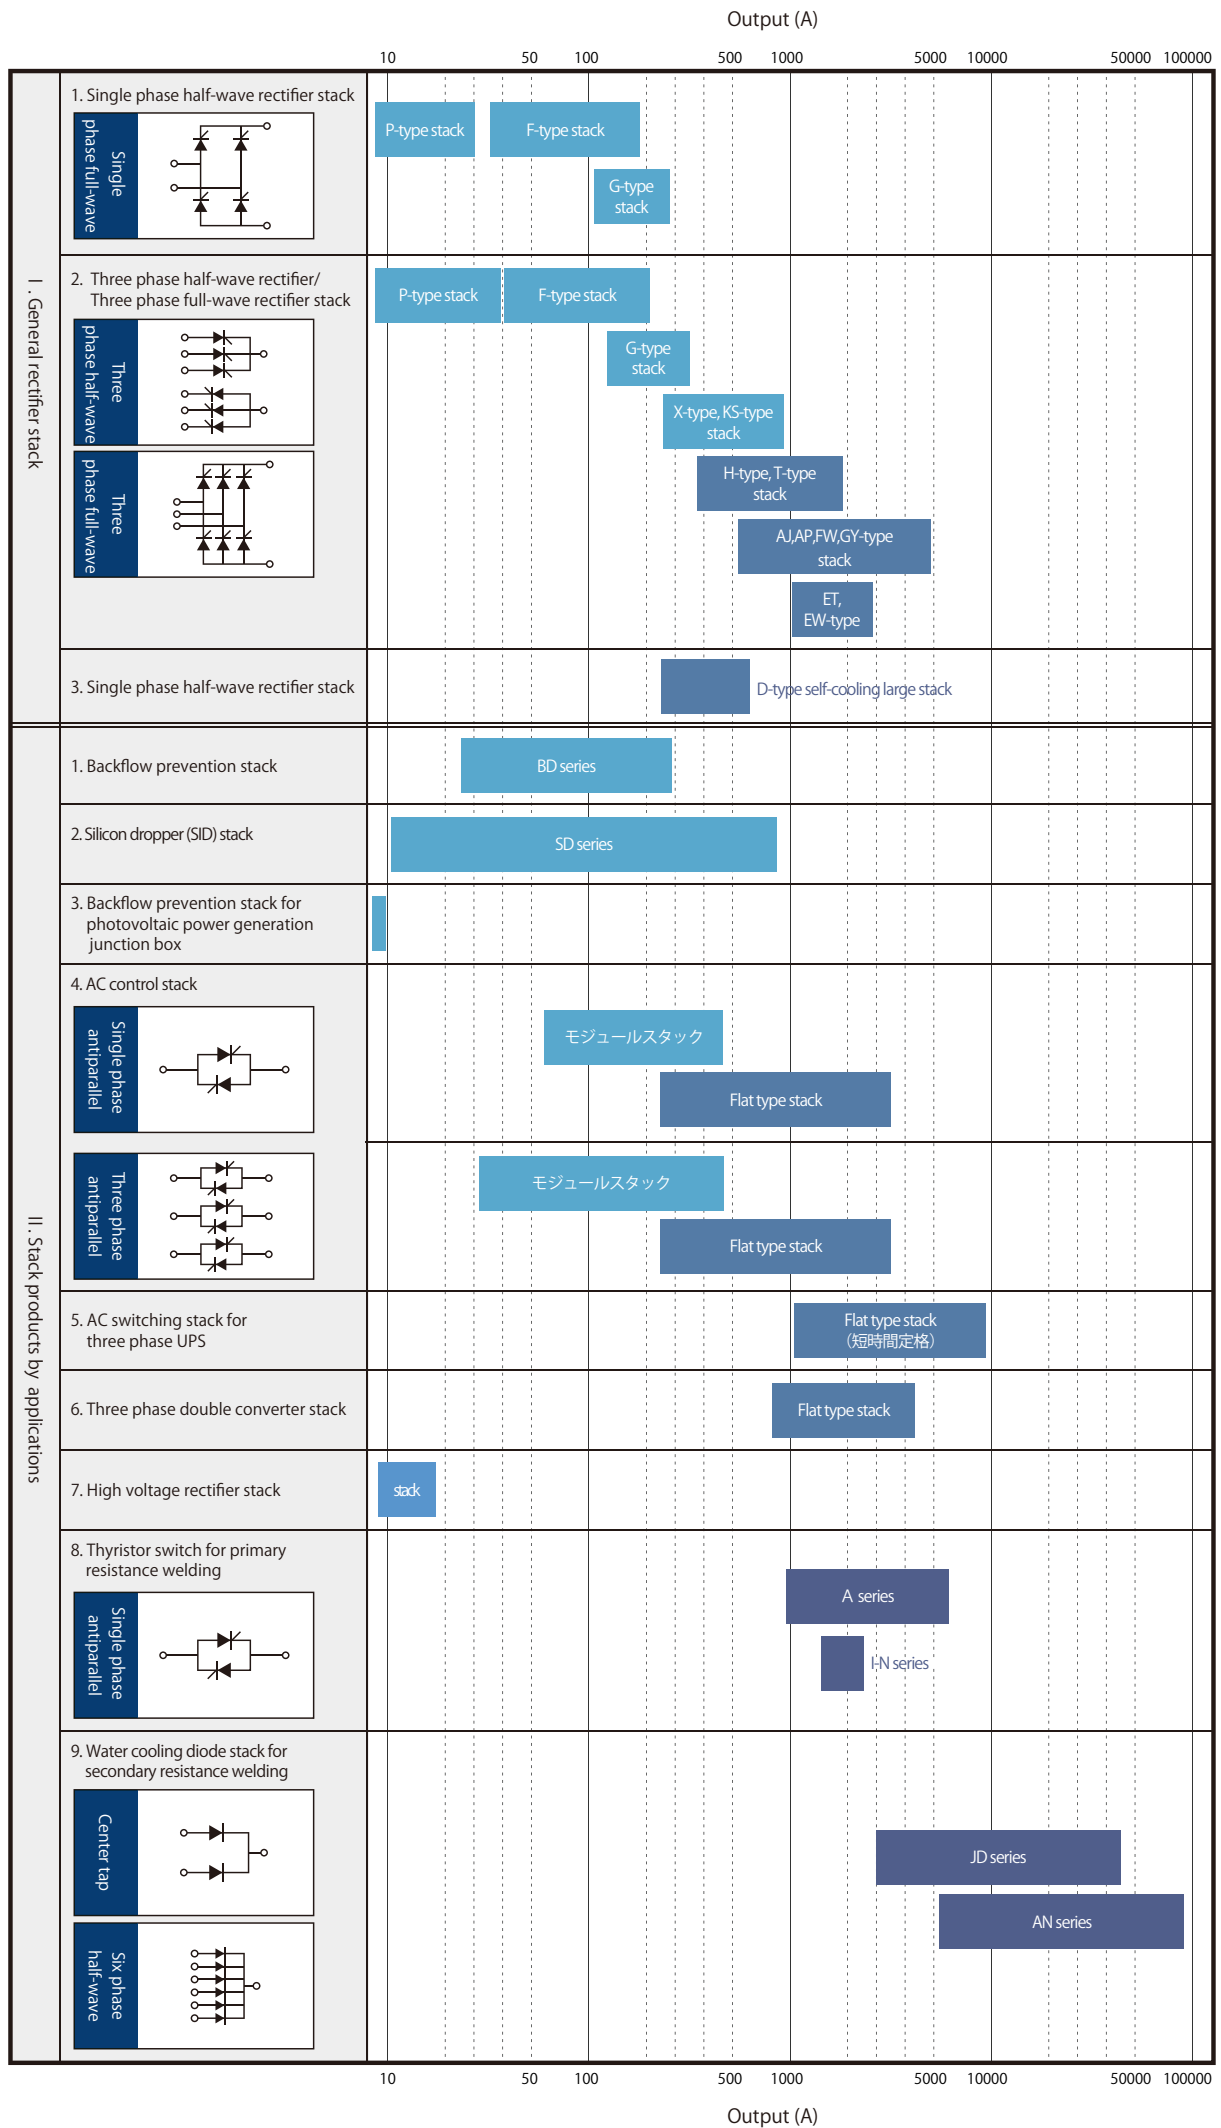 Output (A)
10 50 100 500 1000 5000 10000 50000 100000
I . General rectifier stack
1. Single phase half-wave rectifier stack
Single
phase full-wave
P-type stack
F-type stack
G-type
stack
2. Three phase half-wave rectifier/
Three phase full-wave rectifier stack
Three
phase half-wave
Three
phase full-wave
P-type stack
F-type stack
G-type
stack
X-type, KS-type
stack
H-type, T-type
stack
AJ,AP,FW,GY-type
stack
ET,
EW-type
3. Single phase half-wave rectifier stack
D-type self-cooling large stack
II . Stack products by applications
1. Backflow prevention stack
BD series
2. Silicon dropper (SID) stack
SD series
3. Backflow prevention stack for
photovoltaic power generation
junction box
4. AC control stack
Single phase
antiparallel
モジュールスタック
Flat type stack
Three phase
antiparallel
モジュールスタック
Flat type stack
5. AC switching stack for
three phase UPS
Flat type stack
（短時間定格）
6. Three phase double converter stack
Flat type stack
7. High voltage rectifier stack
stack
8. Thyristor switch for primary
resistance welding
Single phase
antiparallel
A series
I-N series
9. Water cooling diode stack for
secondary resistance welding
Center tap
JD series
AN series
Six phase
half-wave
10 50 100 500 1000 5000 10000 50000 100000
Output (A)